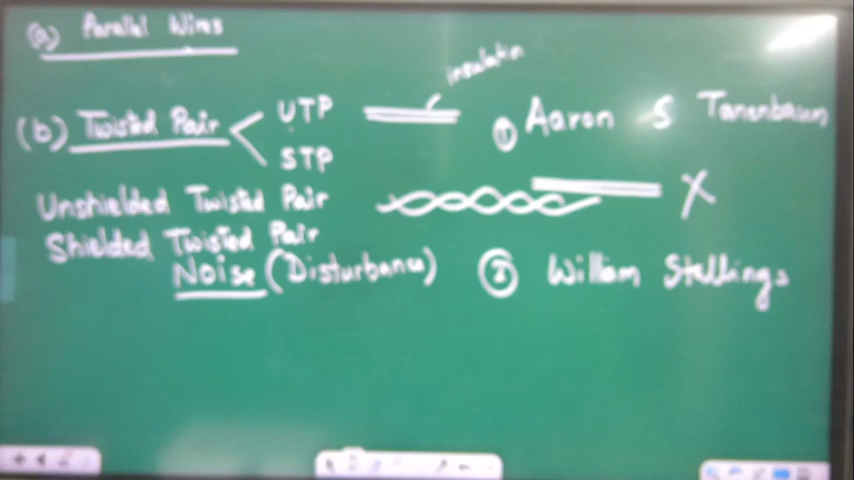 (a) Parallel Wires
insulatin
(b) Twisted Pair
UTP
STP
① Aaron S Tanenbaum
Unshielded Twisted Pair
Shielded Twisted Pair
X
Noise (Disturbance)
② William Stallings